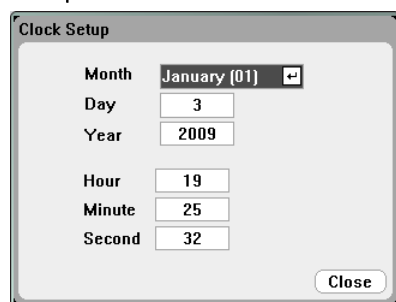 Clock Setup
Month January (01)
Day 3
Year 2009
Hour 19
Minute 25
Second 32
Close